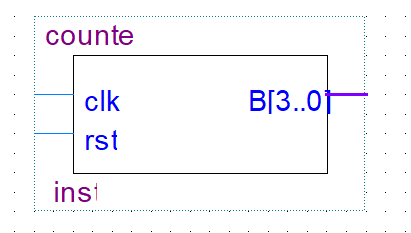 counte
clk B[3..0]
rst
inst